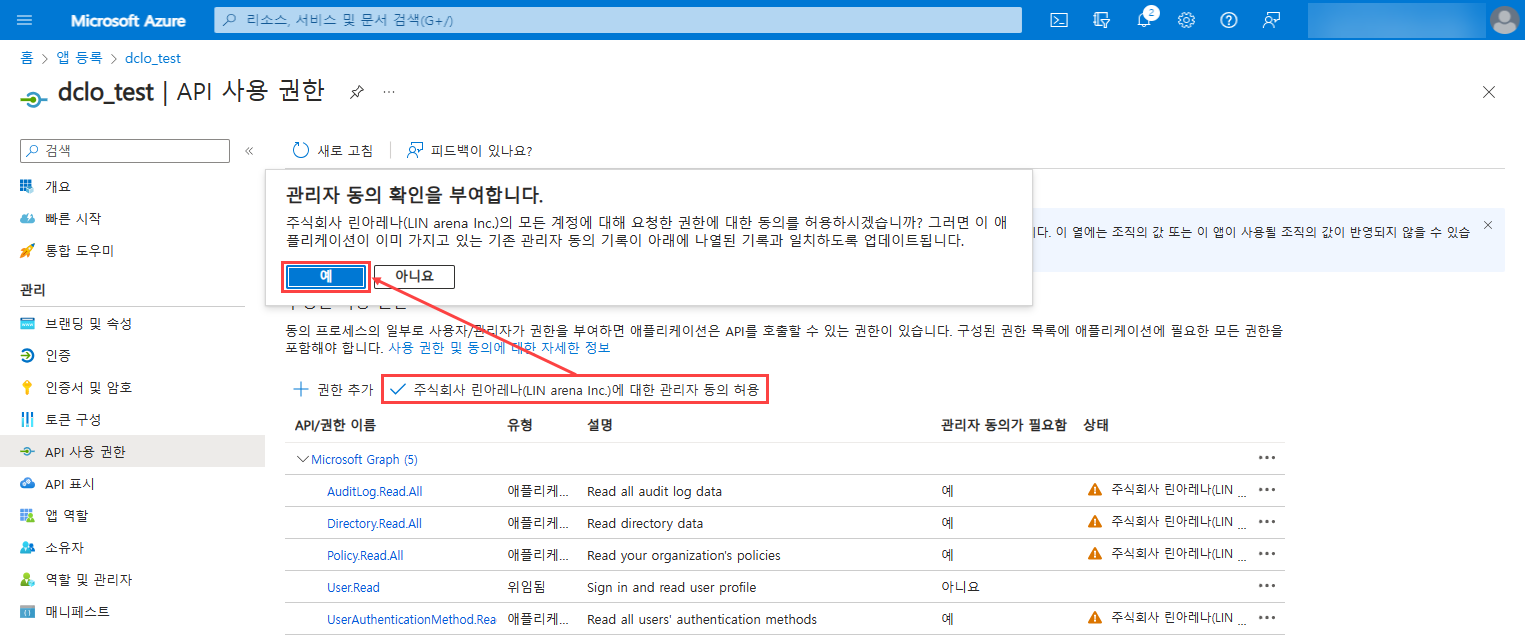 Microsoft Azure
리소스, 서비스 및 문서 검색(G+/)
2
홈 > 앱 등록 > dclo_test
dclo_test | API 사용 권한
검색
새로 고침
피드백이 있나요?
개요
빠른 시작
통합 도우미
관리
브랜딩 및 속성
인증
인증서 및 암호
토큰 구성
API 사용 권한
API 표시
앱 역할
소유자
역할 및 관리자
매니페스트
관리자 동의 확인을 부여합니다.
주식회사 린아레나(LIN arena Inc.)의 모든 계정에 대해 요청한 권한에 대한 동의를 허용하시겠습니까? 그러면 이 애
플리케이션이 이미 가지고 있는 기존 관리자 동의 기록이 아래에 나열된 기록과 일치하도록 업데이트됩니다.
예
아니요
니다. 이 열에는 조직의 값 또는 이 앱이 사용될 조직의 값이 반영되지 않을 수 있습
동의 프로세스의 일부로 사용자/관리자가 권한을 부여하면 애플리케이션은 API를 호출할 수 있는 권한이 있습니다. 구성된 권한 목록에 애플리케이션에 필요한 모든 권한을
포함해야 합니다. 사용 권한 및 동의에 대한 자세한 정보
권한 추가
주식회사 린아레나(LIN arena Inc.)에 대한 관리자 동의 허용
API/권한 이름 유형 설명 관리자 동의가 필요함 상태
Microsoft Graph (5) ...
AuditLog.Read.All 애플리케... Read all audit log data 예 주식회사 린아레나(LIN ... ...
Directory.Read.All 애플리케... Read directory data 예 주식회사 린아레나(LIN ... ...
Policy.Read.All 애플리케... Read your organization's policies 예 주식회사 린아레나(LIN ... ...
User.Read 위임됨 Sign in and read user profile 아니요 ...
UserAuthenticationMethod.Rea 애플리케... Read all users' authentication methods 예 주식회사 린아레나(LIN ... ...